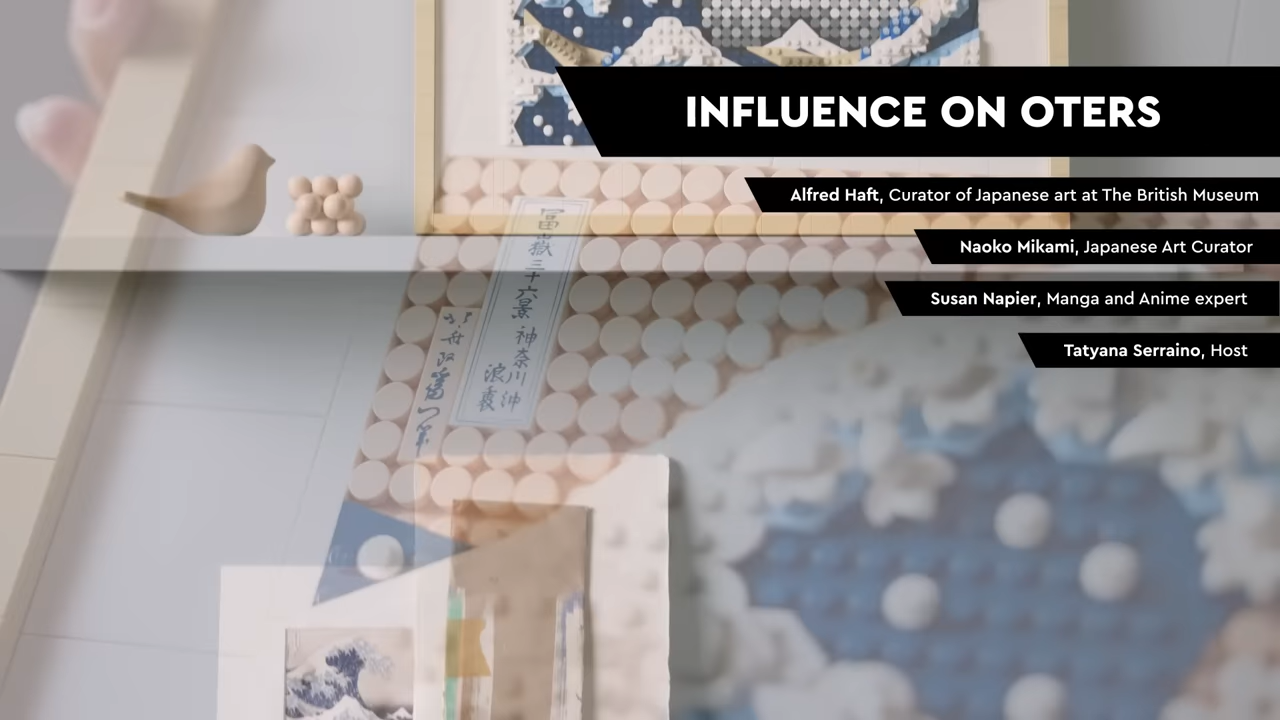 INFLUENCE ON OTERS
Alfred Haft, Curator of Japanese art at The British Museum
Naoko Mikami, Japanese Art Curator
Susan Napier, Manga and Anime expert
Tatyana Serraino, Host
冨嶽三十六景 神奈川沖
浪裏